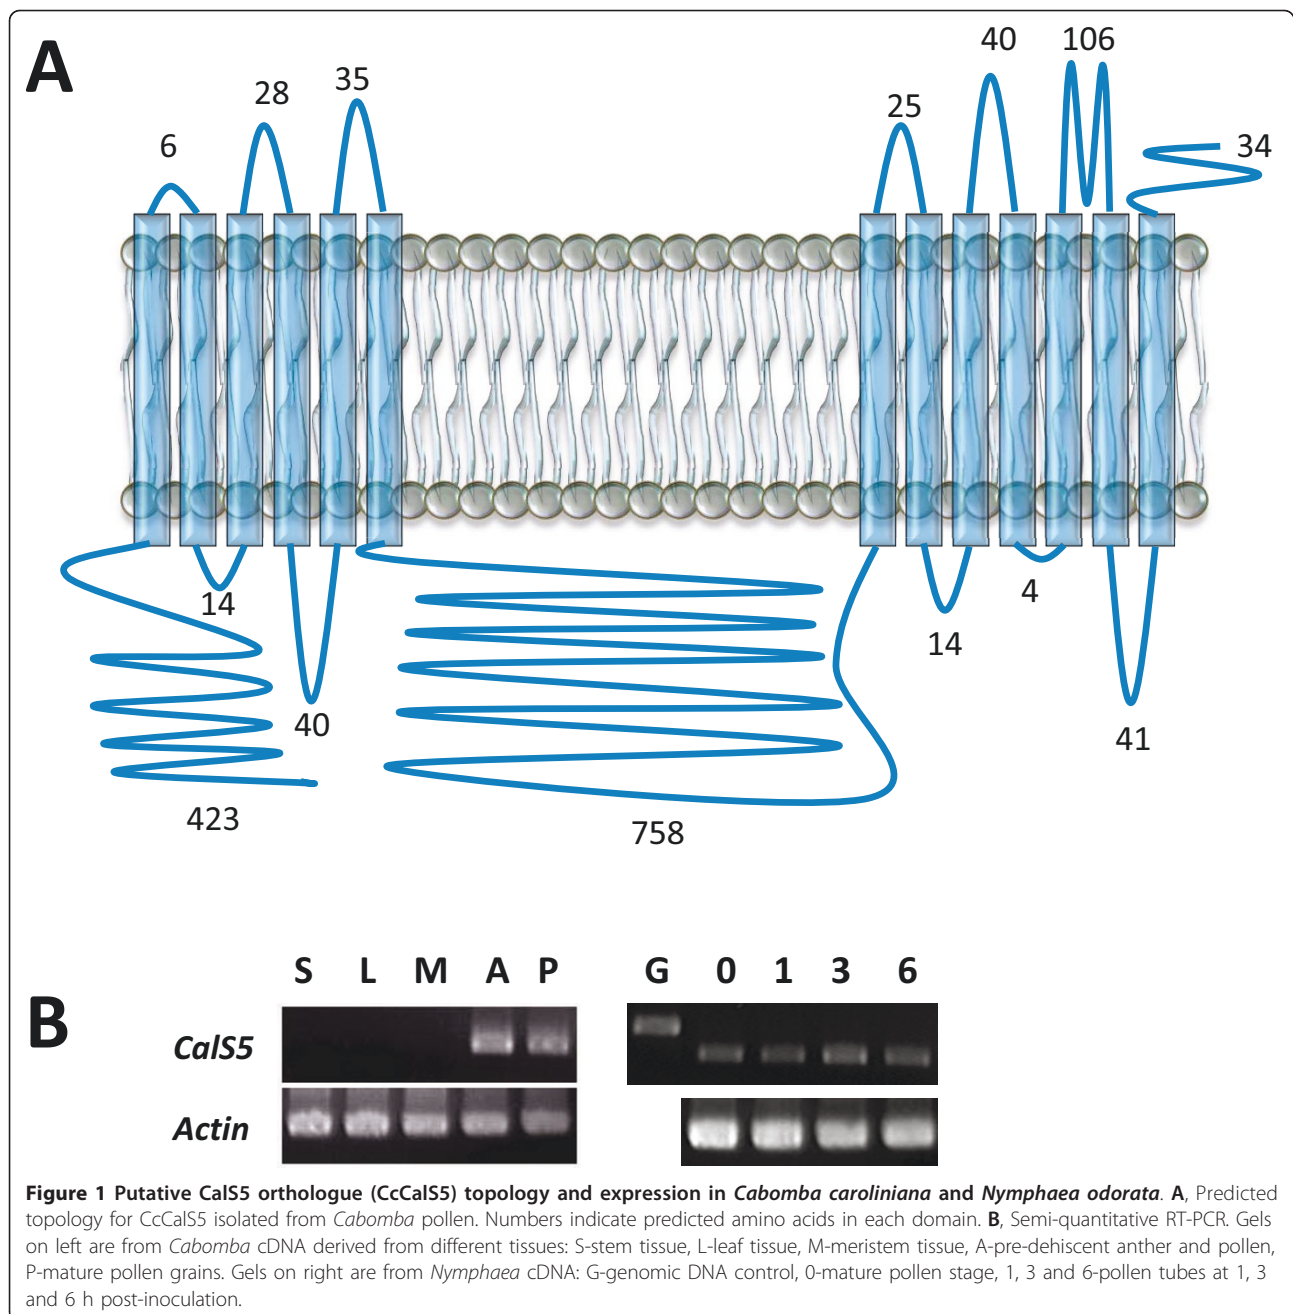 A
6
28
35
25
40
106
34
14
40
423
758
14
4
41
B
S L M A P
G 0 1 3 6
CalS5
Actin
Figure 1 Putative CalS5 orthologue (CcCalS5) topology and expression in Cabomba caroliniana and Nymphaea odorata. A, Predicted
topology for CcCalS5 isolated from Cabomba pollen. Numbers indicate predicted amino acids in each domain. B, Semi-quantitative RT-PCR. Gels
on left are from Cabomba cDNA derived from different tissues: S-stem tissue, L-leaf tissue, M-meristem tissue, A-pre-dehiscent anther and pollen,
P-mature pollen grains. Gels on right are from Nymphaea cDNA: G-genomic DNA control, 0-mature pollen stage, 1, 3 and 6-pollen tubes at 1, 3
and 6 h post-inoculation.